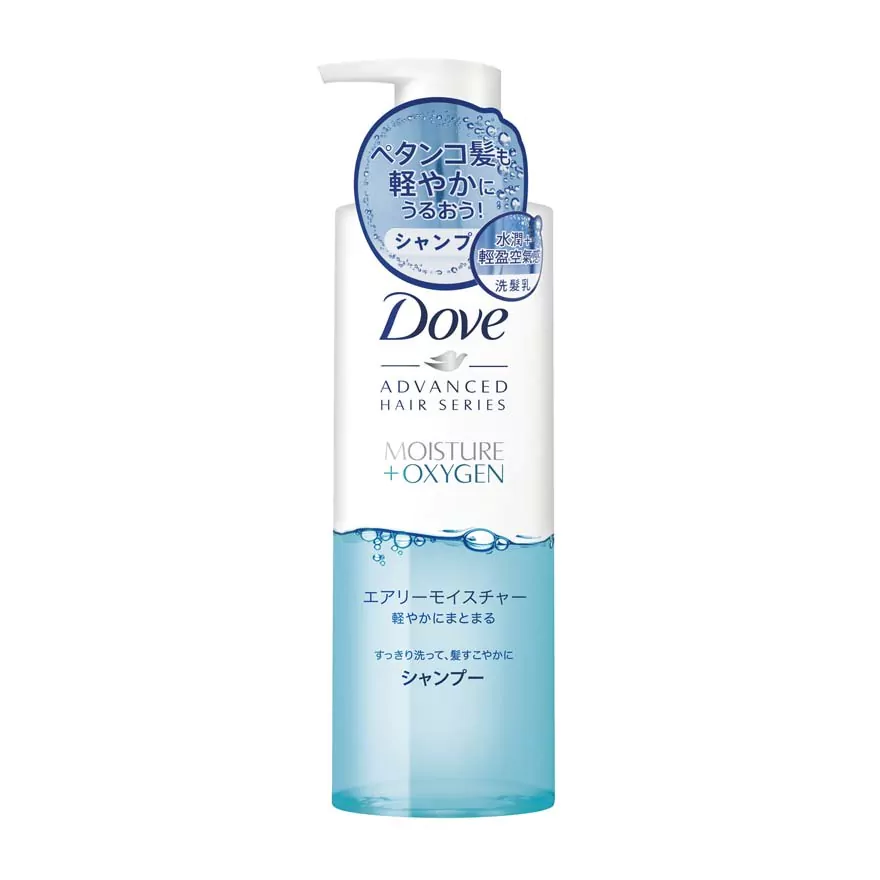 ペタンコ髪も
軽やかに
うるおう!
シャンプ
水潤+
輕盈空氣感
洗髮乳
Dove
ADVANCED
HAIR SERIES
MOISTURE
+OXYGEN
エアリーモイスチャー
軽やかにまとまる
すっきり洗って、髪すこやかに
シャンプー